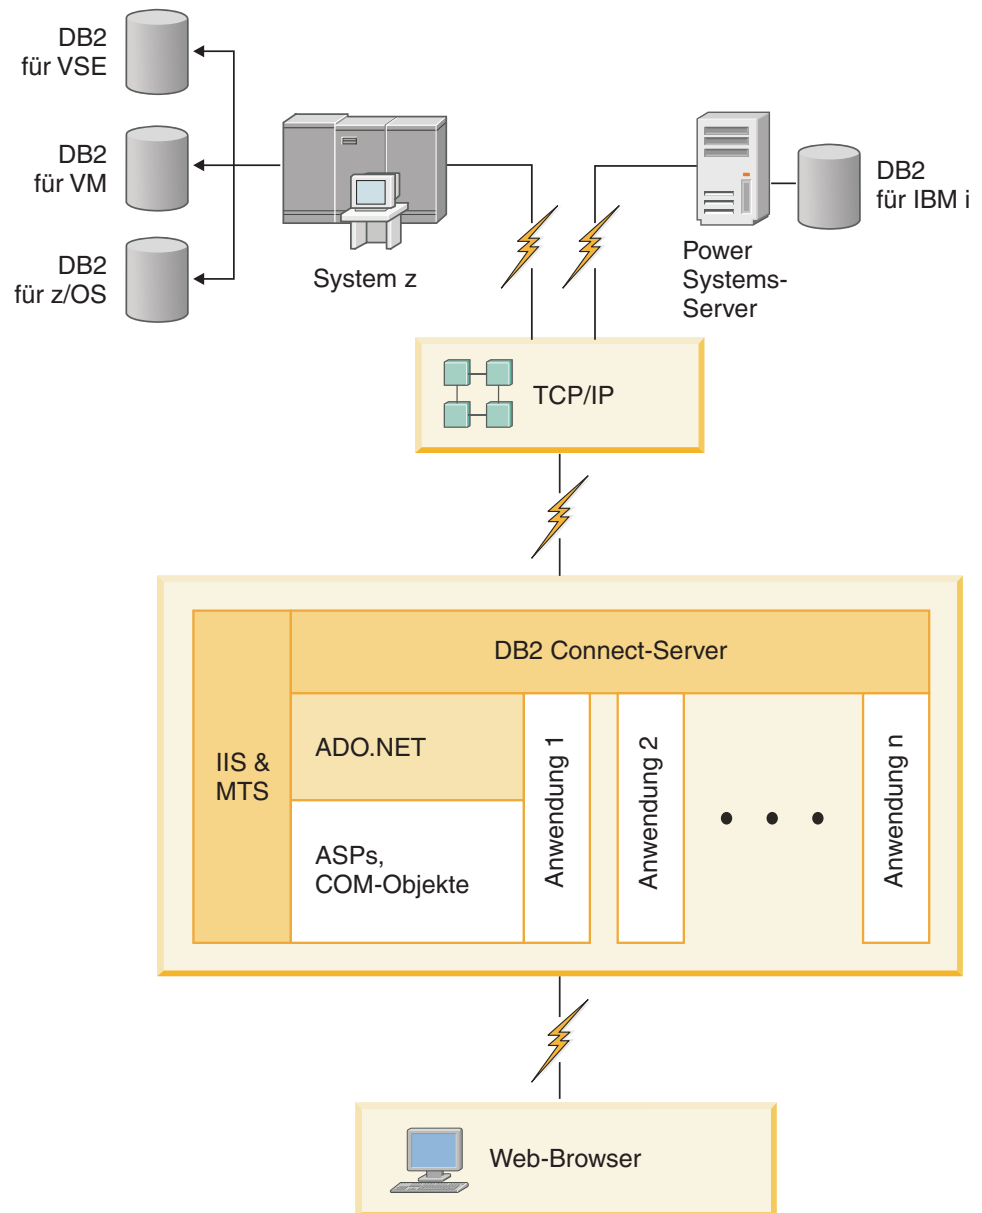 DB2
für VSE
DB2
für VM
DB2
für z/OS
System z
DB2
für IBM i
Power
Systems-
Server
TCP/IP
DB2 Connect-Server
IIS &
MTS
ADO.NET
ASPs,
COM-Objekte
Anwendung 1
Anwendung 2
Anwendung n
Web-Browser